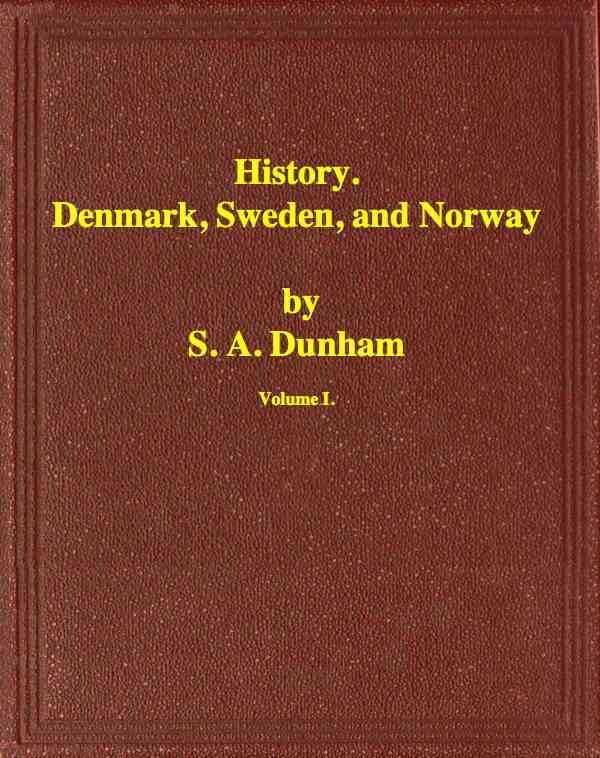 History.
Denmark, Sweden, and Norway
by
S. A. Dunham
Volume I.